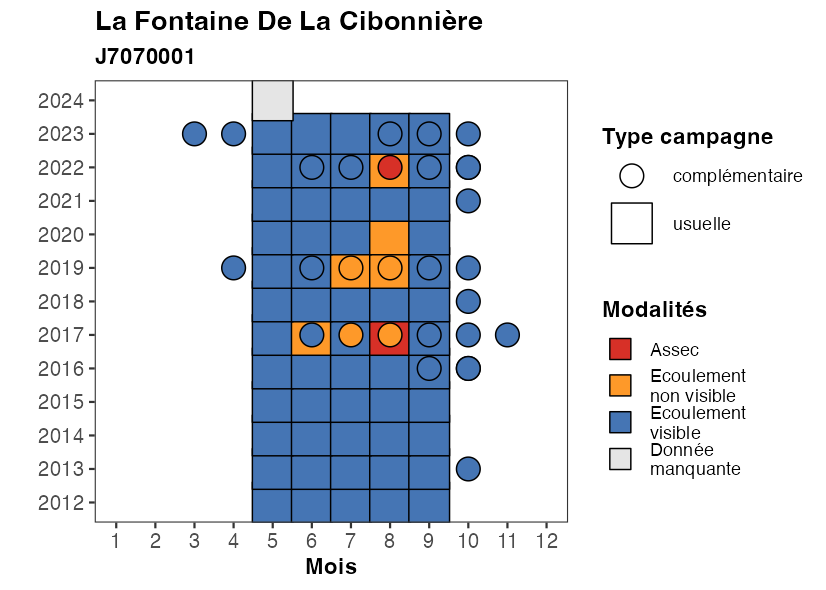 La Fontaine De La Cibonnière
J7070001
2024
2023
2022
2021
2020
2019
2018
2017
2016
2015
2014
2013
2012
1 2 3 4 5 6 7 8 9 10 11 12
Mois
Type campagne
complémentaire
usuelle
Modalités
Assec
Ecoulement
non visible
Ecoulement
visible
Donnée
manquante